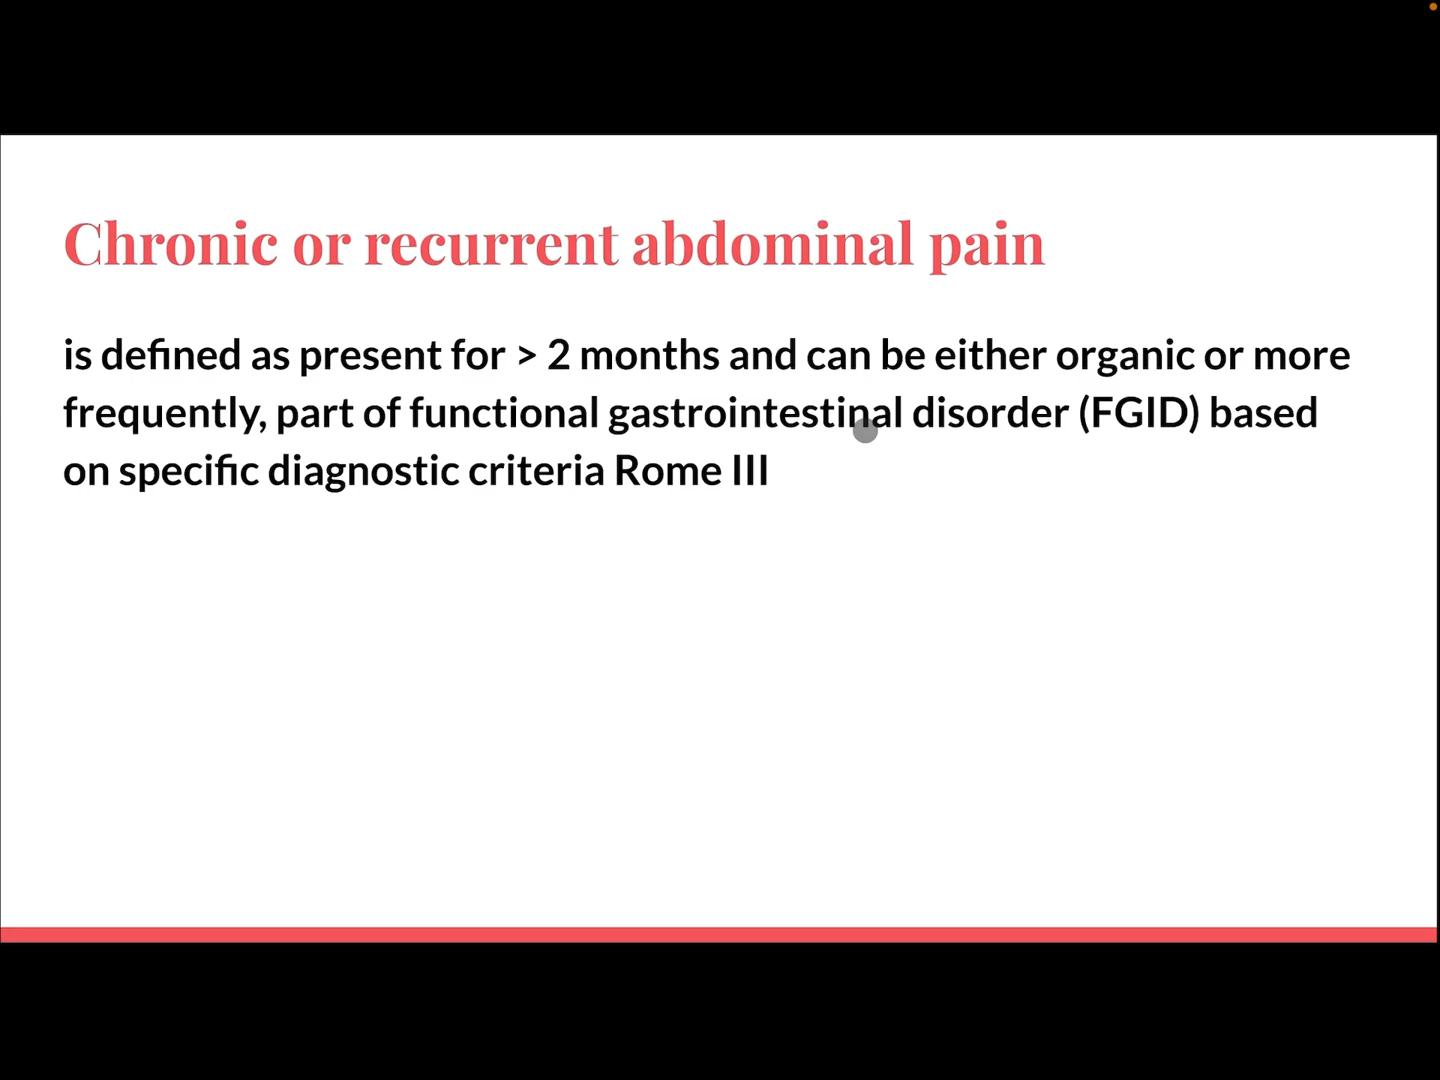 Chronic or recurrent abdominal pain
is defined as present for > 2 months and can be either organic or more
frequently, part of functional gastrointestinal disorder (FGID) based
on specific diagnostic criteria Rome III